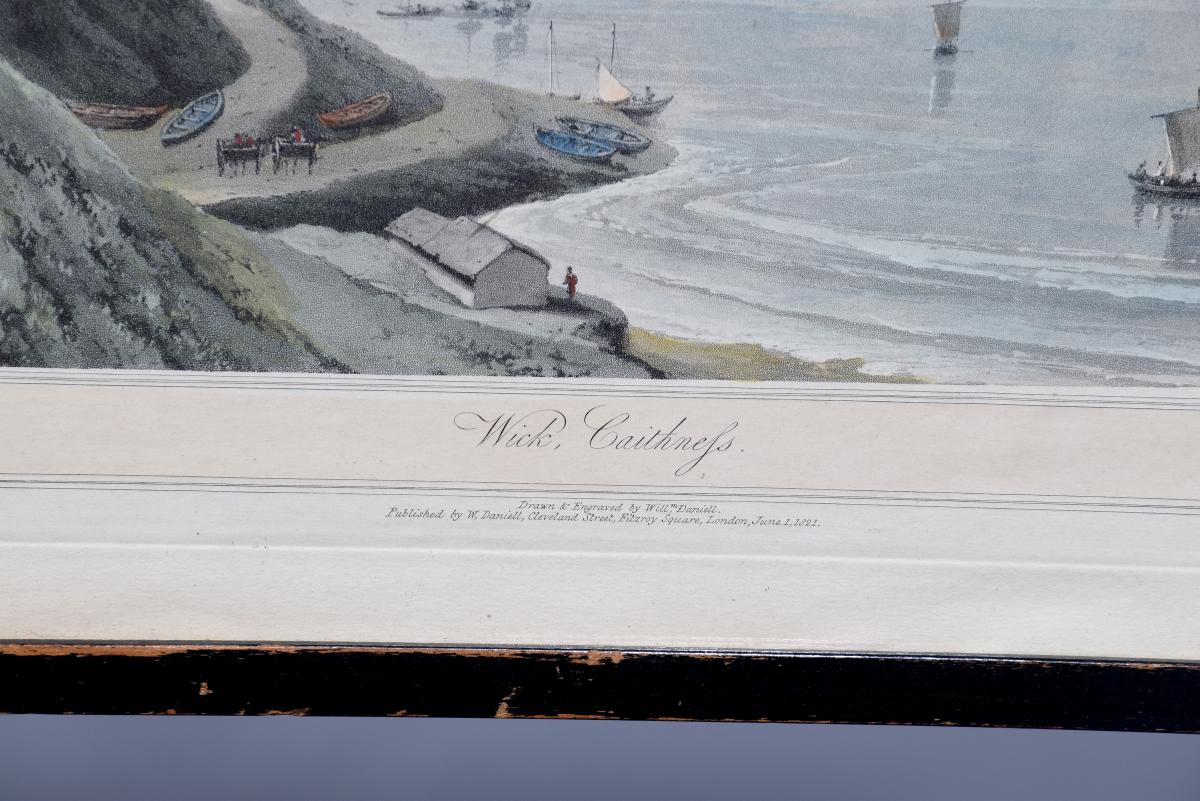 Wick, Caithneſs.
Drawn & Engraved by Willm. Daniell.
Published by W. Daniell, Cleveland Street, Fitzroy Square, London, June 1, 1821.